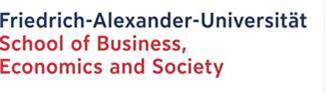 Friedrich-Alexander-Universität
School of Business,
Economics and Society